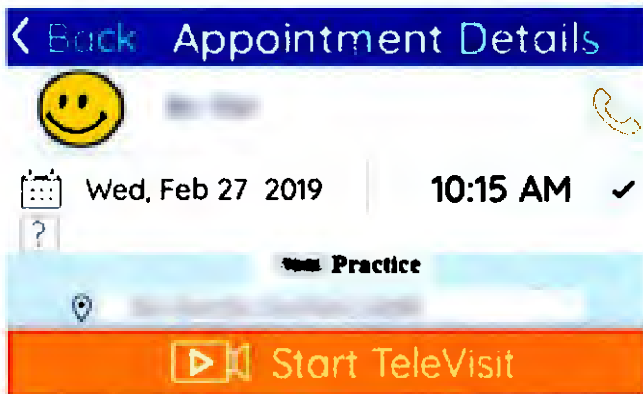 Back Appointment Details
Wed, Feb 27 2019 10:15 AM
?
Practice
Start TeleVisit